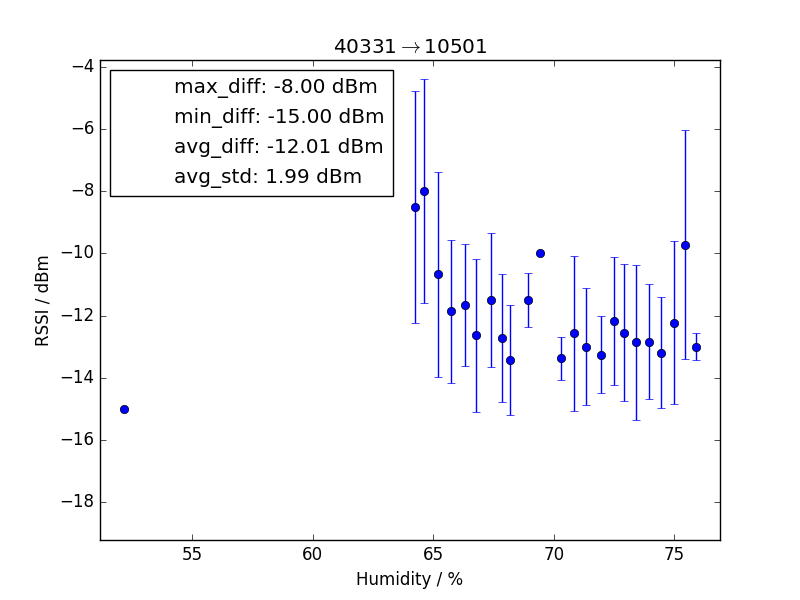 40331→10501
max_diff: -8.00 dBm
min_diff: -15.00 dBm
avg_diff: -12.01 dBm
avg_std: 1.99 dBm
RSSI / dBm
−4
−6
−8
−10
−12
−14
−16
−18
55 60 65 70 75
Humidity / %